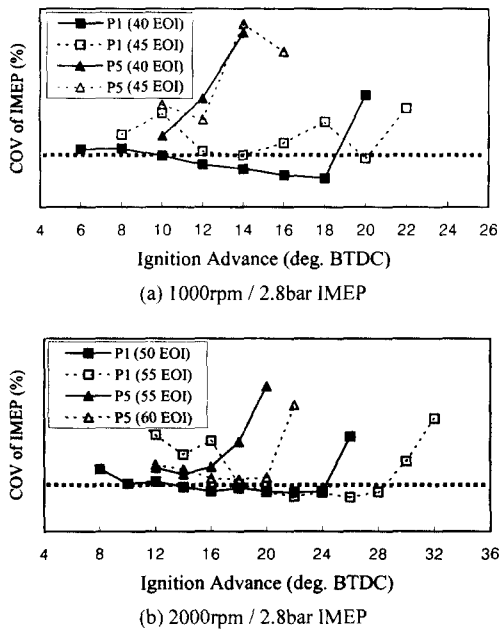 P1 (40 EOI)
P1 (45 EOI)
P5 (40 EOI)
P5 (45 EOI)
COV of IMEP (%)
4 6 8 10 12 14 16 18 20 22 24 26
Ignition Advance (deg. BTDC)
(a) 1000rpm / 2.8bar IMEP
P1 (50 EOI)
P1 (55 EOI)
P5 (55 EOI)
P5 (60 EOI)
COV of IMEP (%)
4 8 12 16 20 24 28 32 36
Ignition Advance (deg. BTDC)
(b) 2000rpm / 2.8bar IMEP